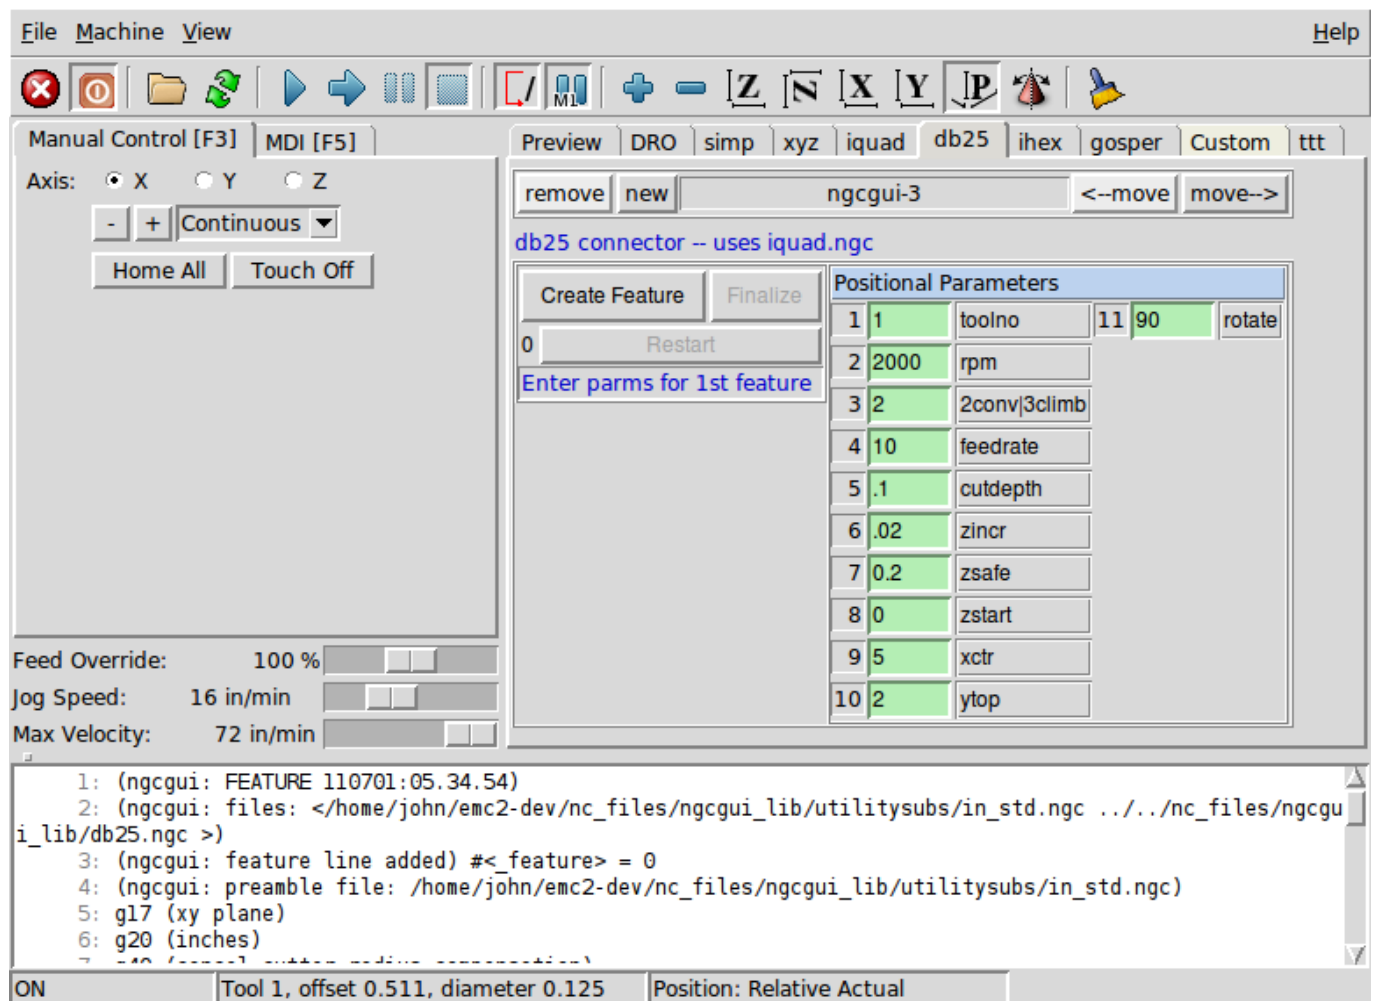 File Machine View Help
M1 Z N X Y P
Manual Control [F3] MDI [F5]
Preview DRO simp xyz iquad db25 ihex gosper Custom ttt
Axis: X Y Z
- + Continuous
Home All Touch Off
remove new ngcgui-3 <--move move-->
db25 connector -- uses iquad.ngc
Create Feature Finalize
0 Restart
Enter parms for 1st feature
Positional Parameters
1 1 toolno 11 90 rotate
2 2000 rpm
3 2 2conv|3climb
4 10 feedrate
5 .1 cutdepth
6 .02 zincr
7 0.2 zsafe
8 0 zstart
9 5 xctr
10 2 ytop
Feed Override: 100 %
Jog Speed: 16 in/min
Max Velocity: 72 in/min
1: (ngcgui: FEATURE 110701:05.34.54)
2: (ngcgui: files: </home/john/emc2-dev/nc_files/ngcgui_lib/utilitysubs/in_std.ngc ../../nc_files/ngcgu
i_lib/db25.ngc >)
3: (ngcgui: feature line added) #<_feature> = 0
4: (ngcgui: preamble file: /home/john/emc2-dev/nc_files/ngcgui_lib/utilitysubs/in_std.ngc)
5: g17 (xy plane)
6: g20 (inches)
7: g40 (cancel cutter radius compensation)
ON Tool 1, offset 0.511, diameter 0.125 Position: Relative Actual